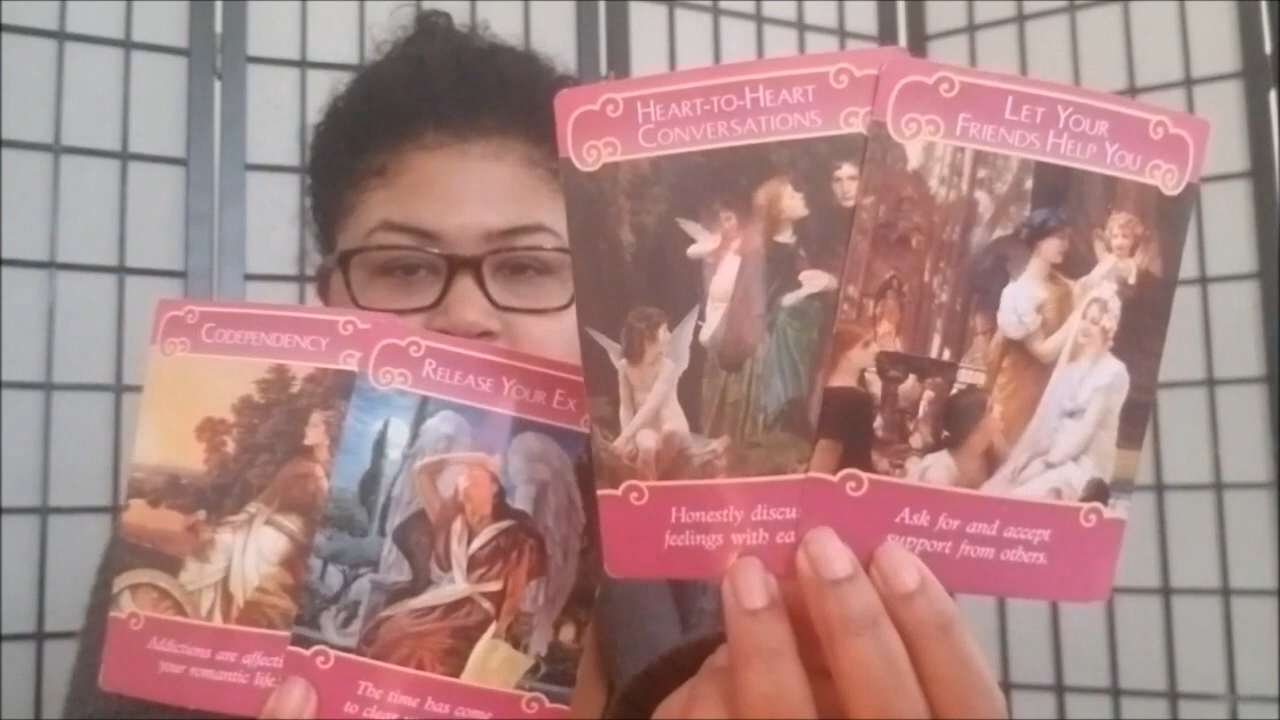 CODEPENDENCY
Addictions are affecti
your romantic life.
RELEASE YOUR EX
The time has come
to clear
HEART-TO-HEART
CONVERSATIONS
Honestly discu
feelings with ea
LET YOUR
FRIENDS HELP YOU
Ask for and accept
support from others.